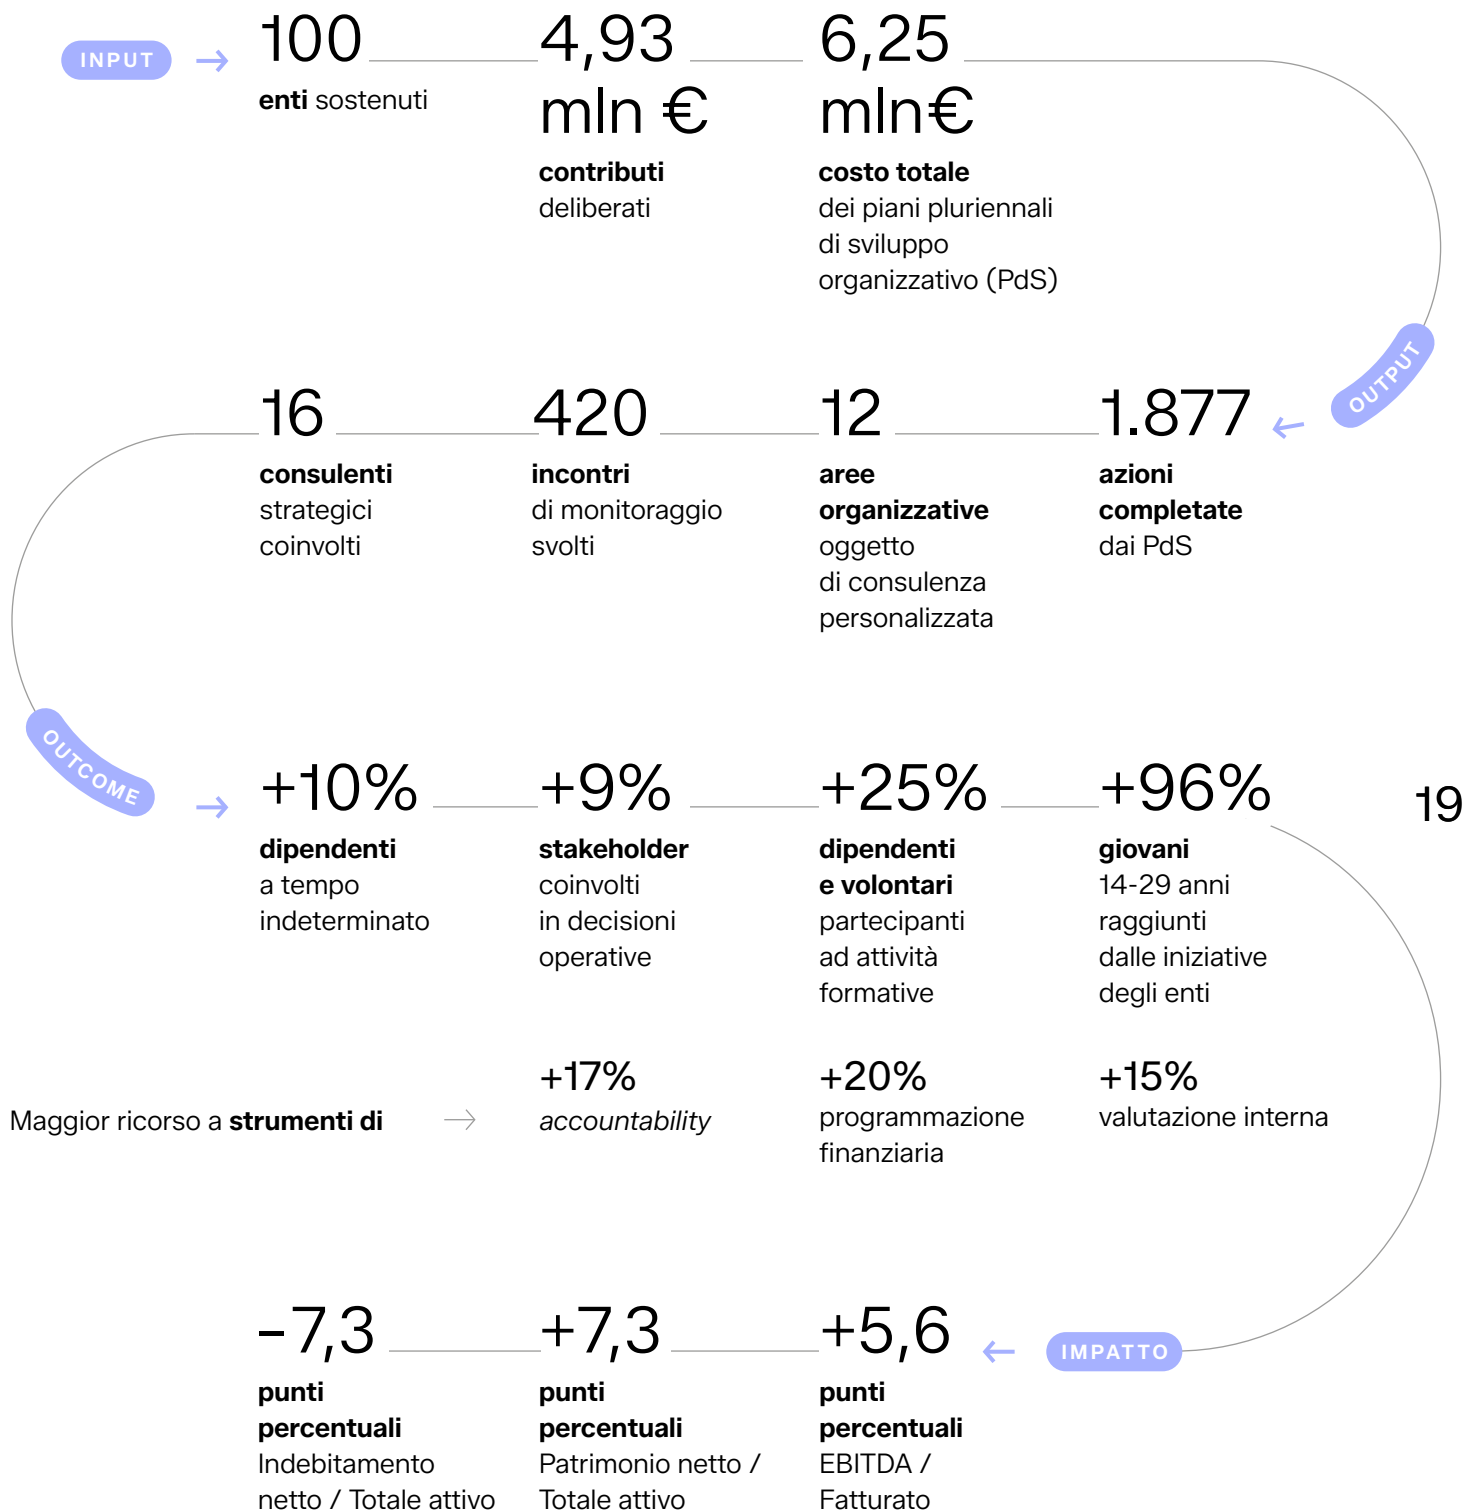 INPUT
100
enti sostenuti
4,93
mln €
contributi
deliberati
6,25
mln€
costo totale
dei piani pluriennali
di sviluppo
organizzativo (PdS)
OUTPUT
1.877
azioni
completate
dai PdS
12
aree
organizzative
oggetto
di consulenza
personalizzata
420
incontri
di monitoraggio
svolti
16
consulenti
strategici
coinvolti
OUTCOME
+10%
dipendenti
a tempo
indeterminato
+9%
stakeholder
coinvolti
in decisioni
operative
+25%
dipendenti
e volontari
partecipanti
ad attività
formative
+96%
giovani
14-29 anni
raggiunti
dalle iniziative
degli enti
19
Maggior ricorso a strumenti di
+17%
accountability
+20%
programmazione
finanziaria
+15%
valutazione interna
IMPATTO
+5,6
punti
percentuali
EBITDA /
Fatturato
+7,3
punti
percentuali
Patrimonio netto /
Totale attivo
–7,3
punti
percentuali
Indebitamento
netto / Totale attivo